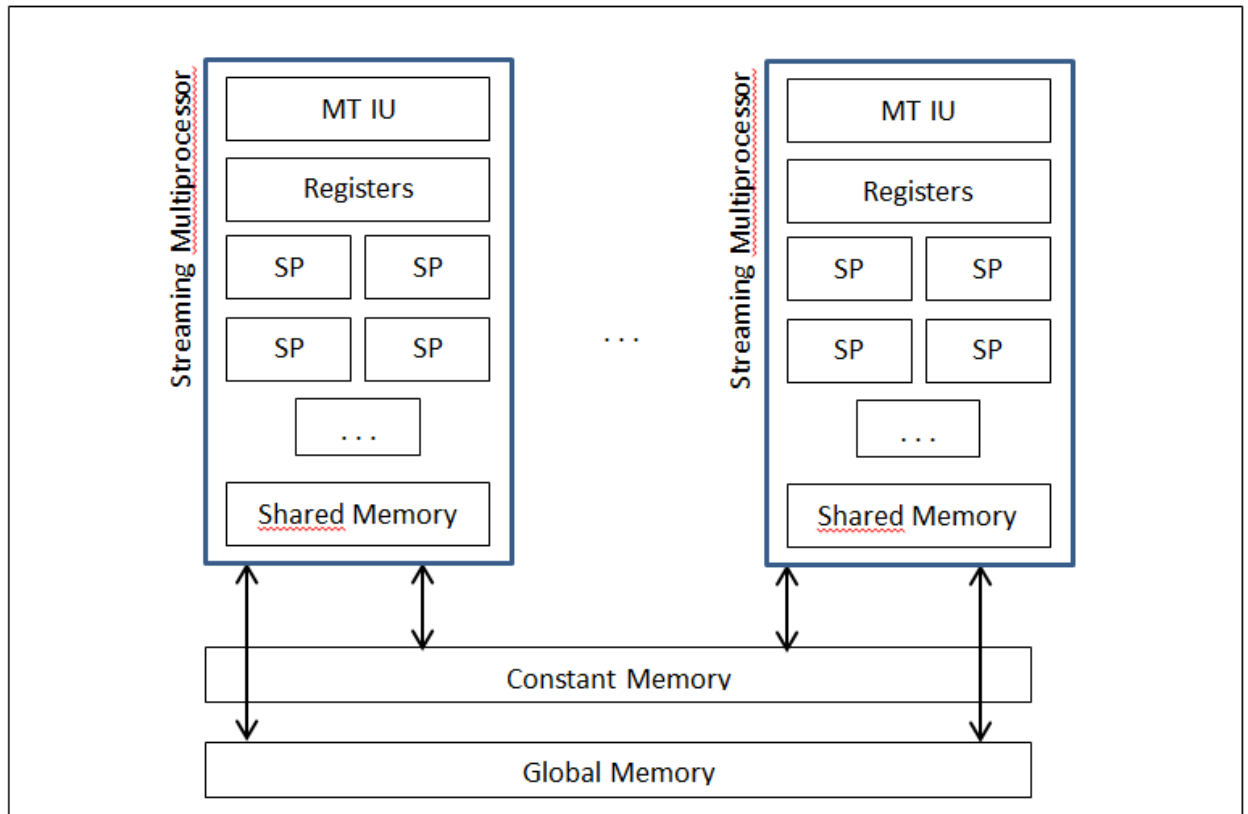 Streaming Multiprocessor
MT IU
Registers
SP SP
SP SP
...
Shared Memory
...
Streaming Multiprocessor
MT IU
Registers
SP SP
SP SP
...
Shared Memory
Constant Memory
Global Memory